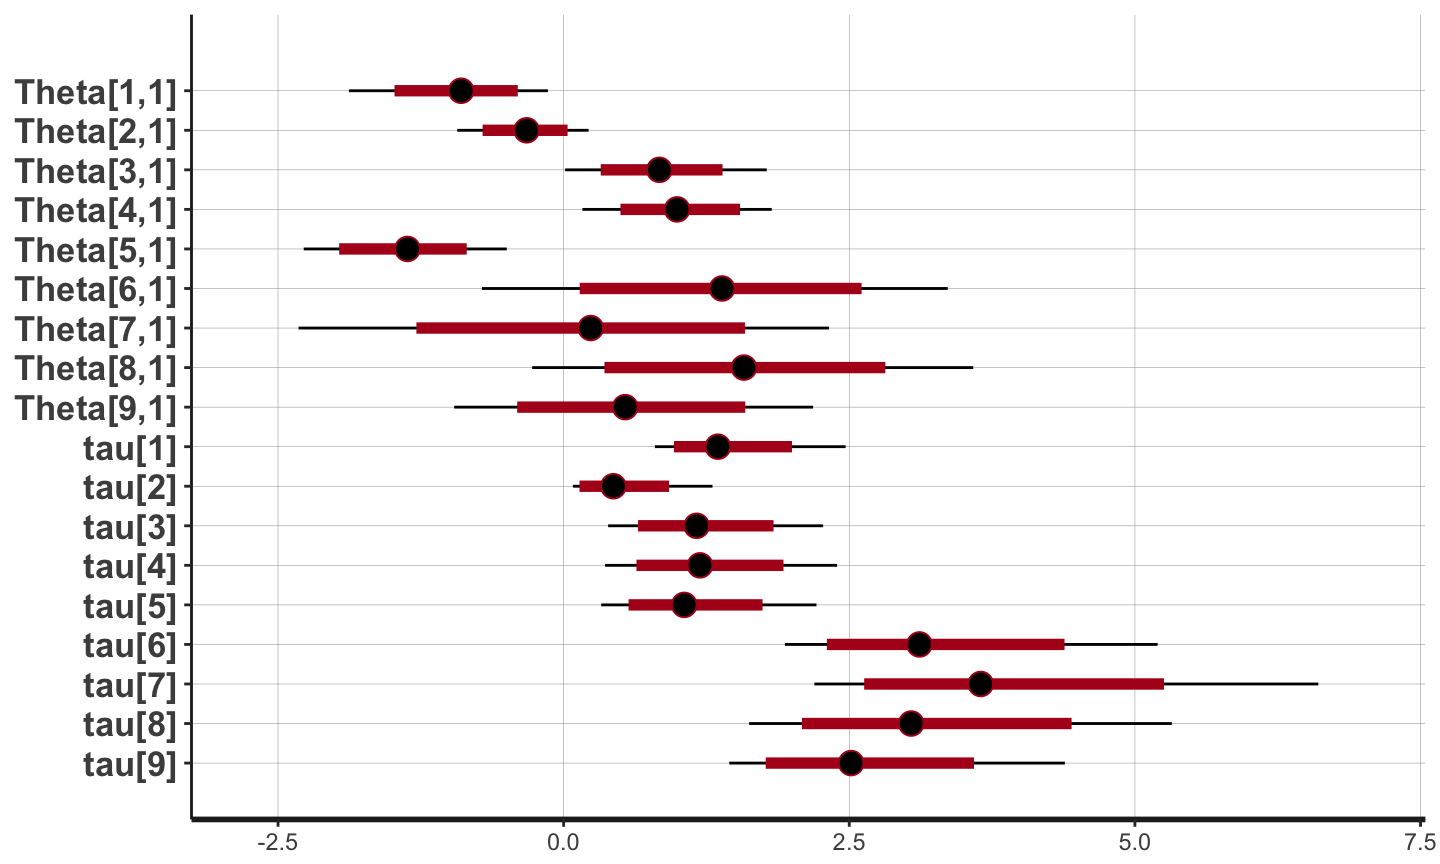 Theta[1,1]
Theta[2,1]
Theta[3,1]
Theta[4,1]
Theta[5,1]
Theta[6,1]
Theta[7,1]
Theta[8,1]
Theta[9,1]
tau[1]
tau[2]
tau[3]
tau[4]
tau[5]
tau[6]
tau[7]
tau[8]
tau[9]
-2.5 0.0 2.5 5.0 7.5